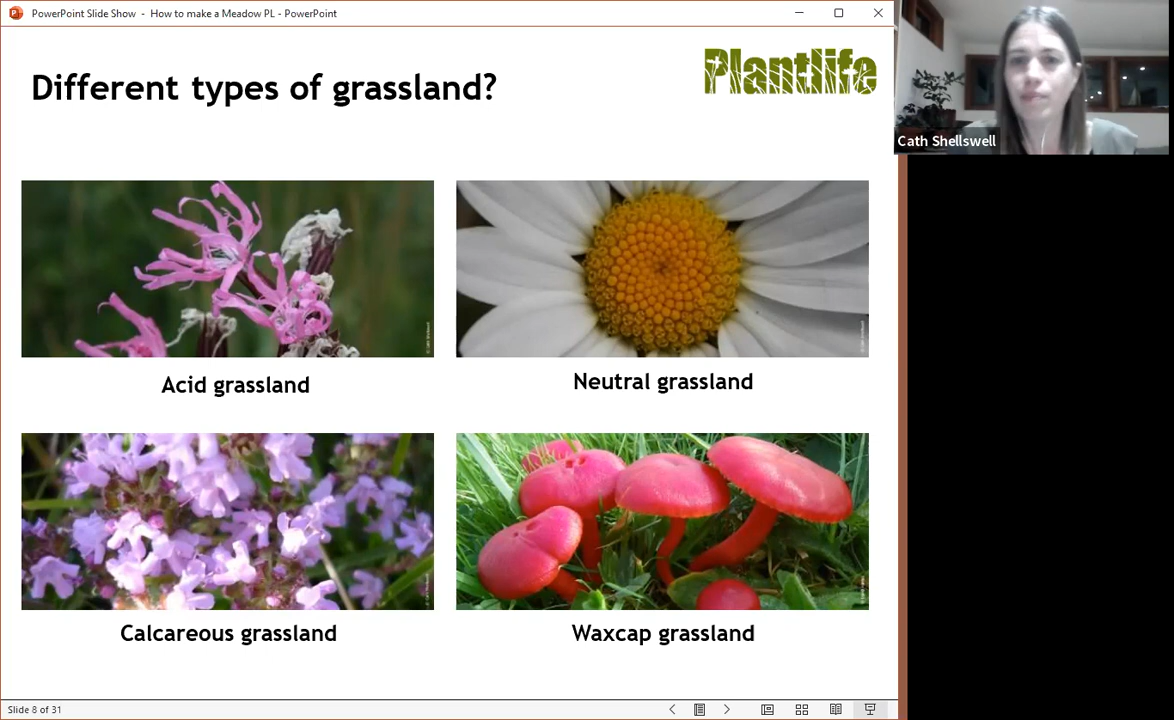 PowerPoint Slide Show - How to make a Meadow PL - PowerPoint
Different types of grassland?
Plantlife
Cath Shellswell
Acid grassland
Neutral grassland
Calcareous grassland
Waxcap grassland
Slide 8 of 31